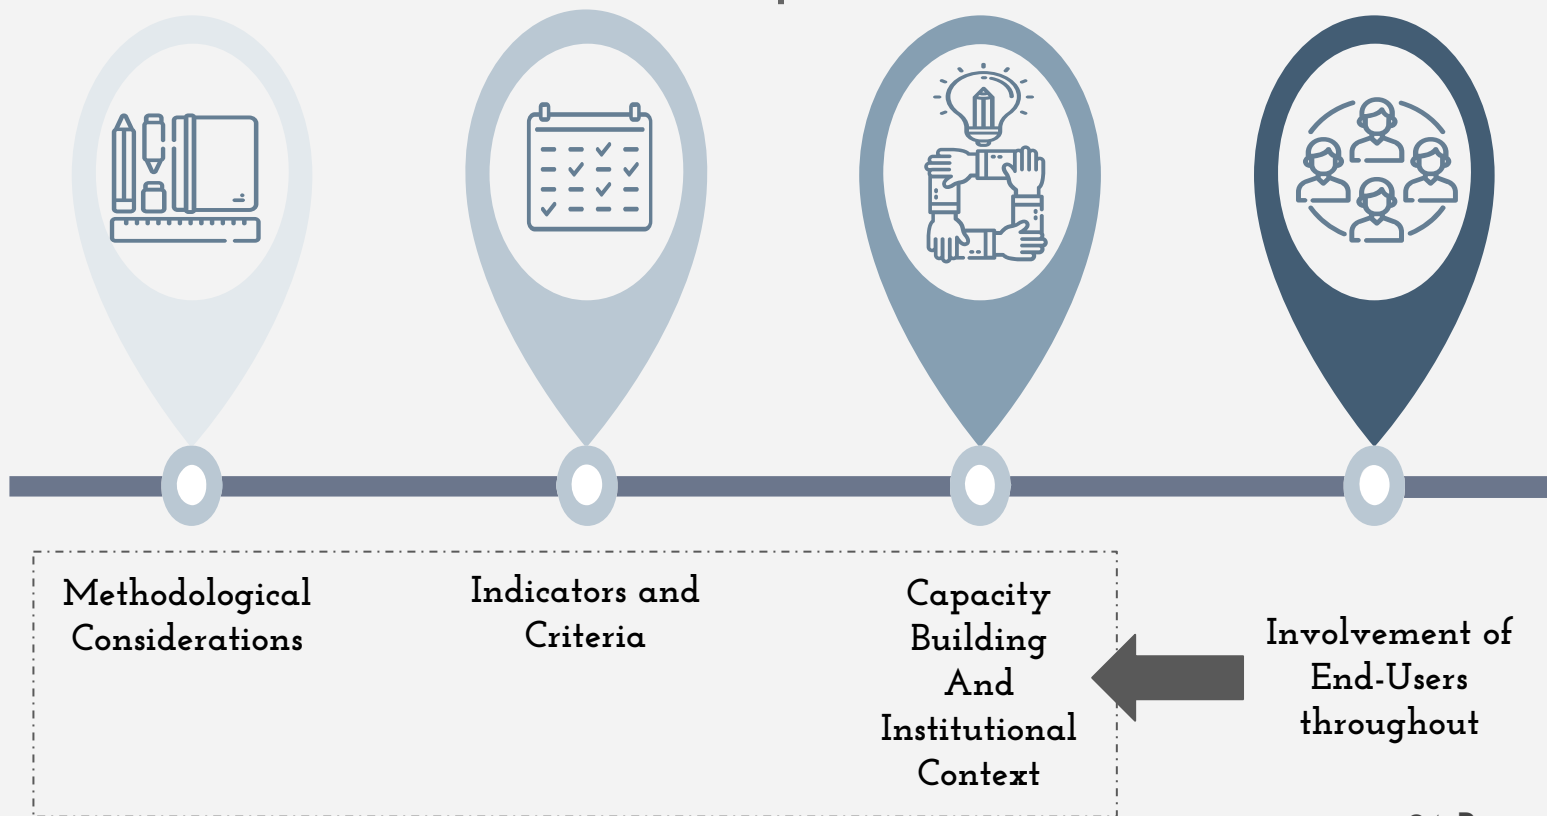 Methodological
Considerations
Indicators and
Criteria
Capacity
Building
And
Institutional
Context
Involvement of
End-Users
throughout